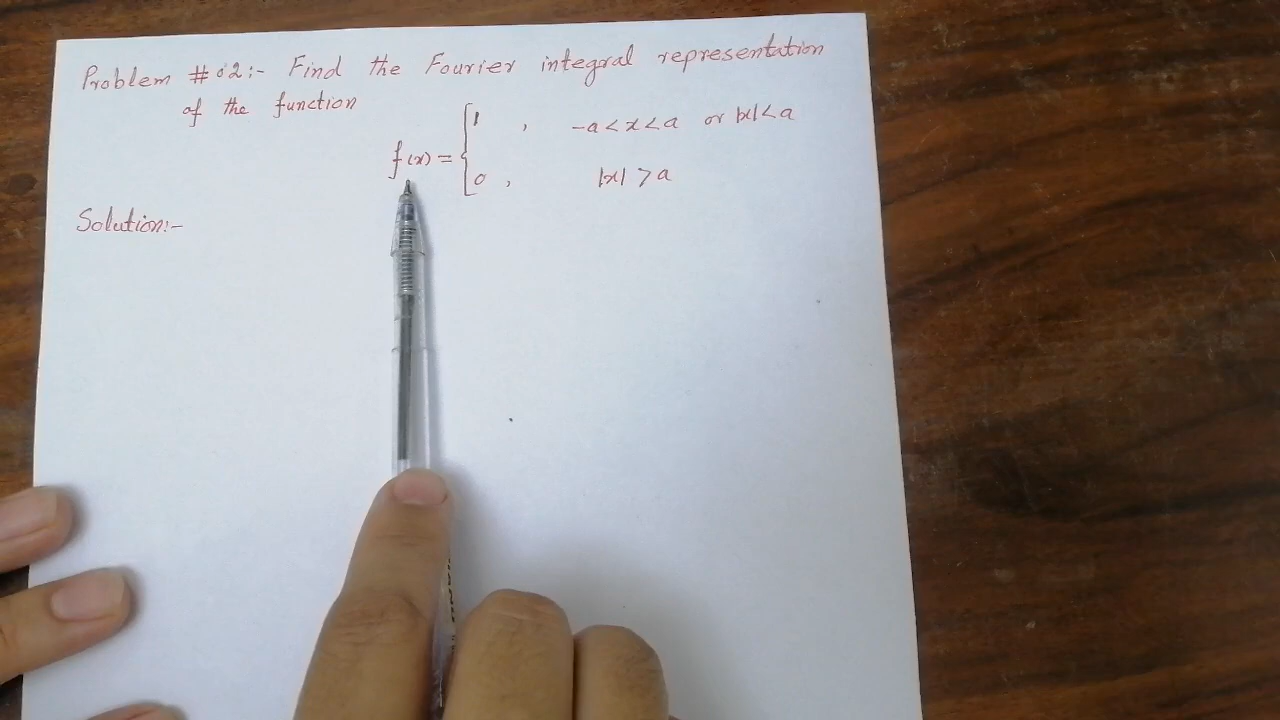 Problem # 02:- Find the Fourier integral representation
of the function
f(x) = { 1 , -a < x < a or |x| < a
0 , |x| > a
Solution:-